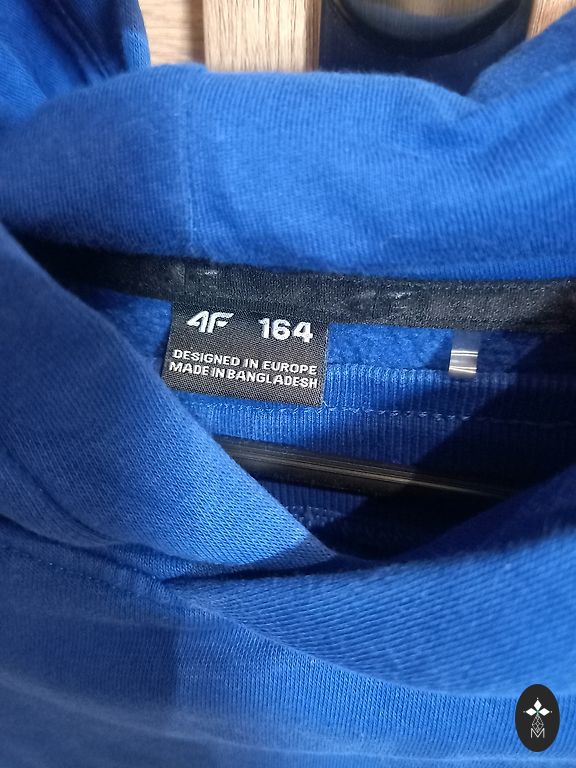 4F 164
DESIGNED IN EUROPE
MADE IN BANGLADESH